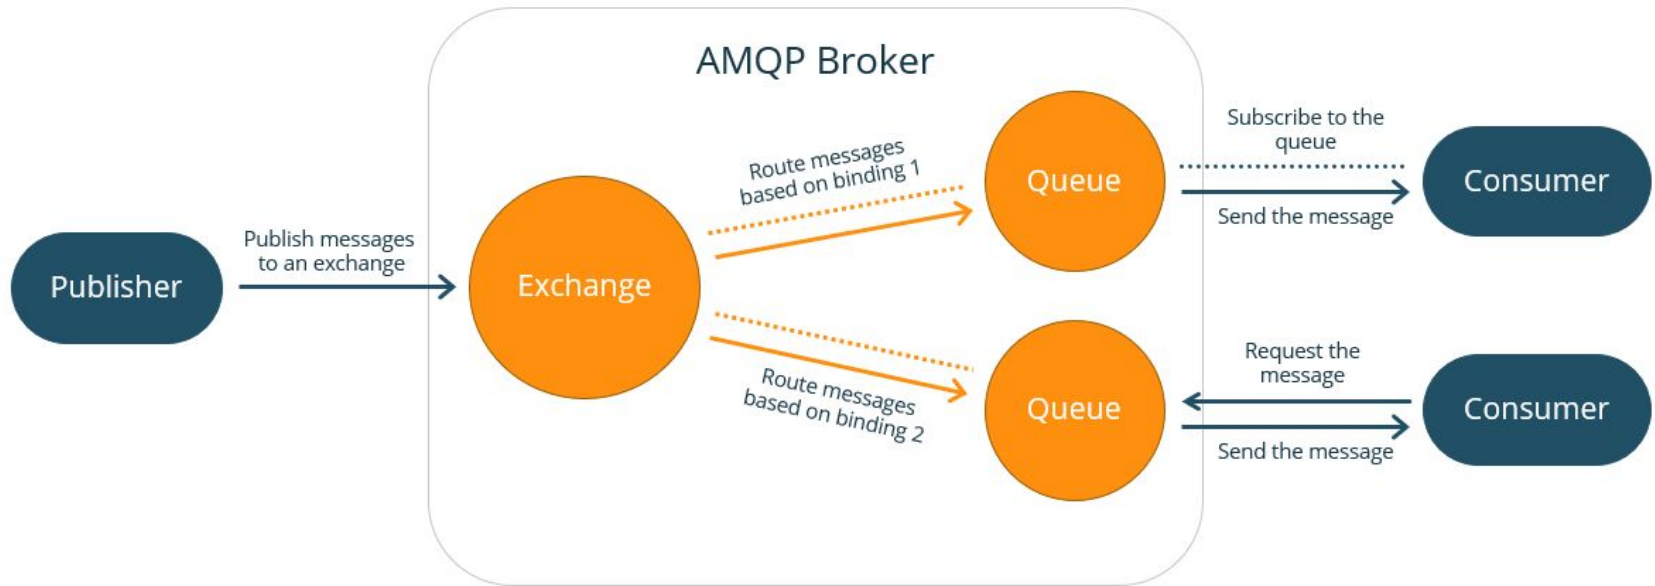 AMQP Broker
Publisher
Publish messages
to an exchange
Exchange
Route messages
based on binding 1
Queue
Subscribe to the
queue
Send the message
Consumer
Route messages
based on binding 2
Queue
Request the
message
Send the message
Consumer